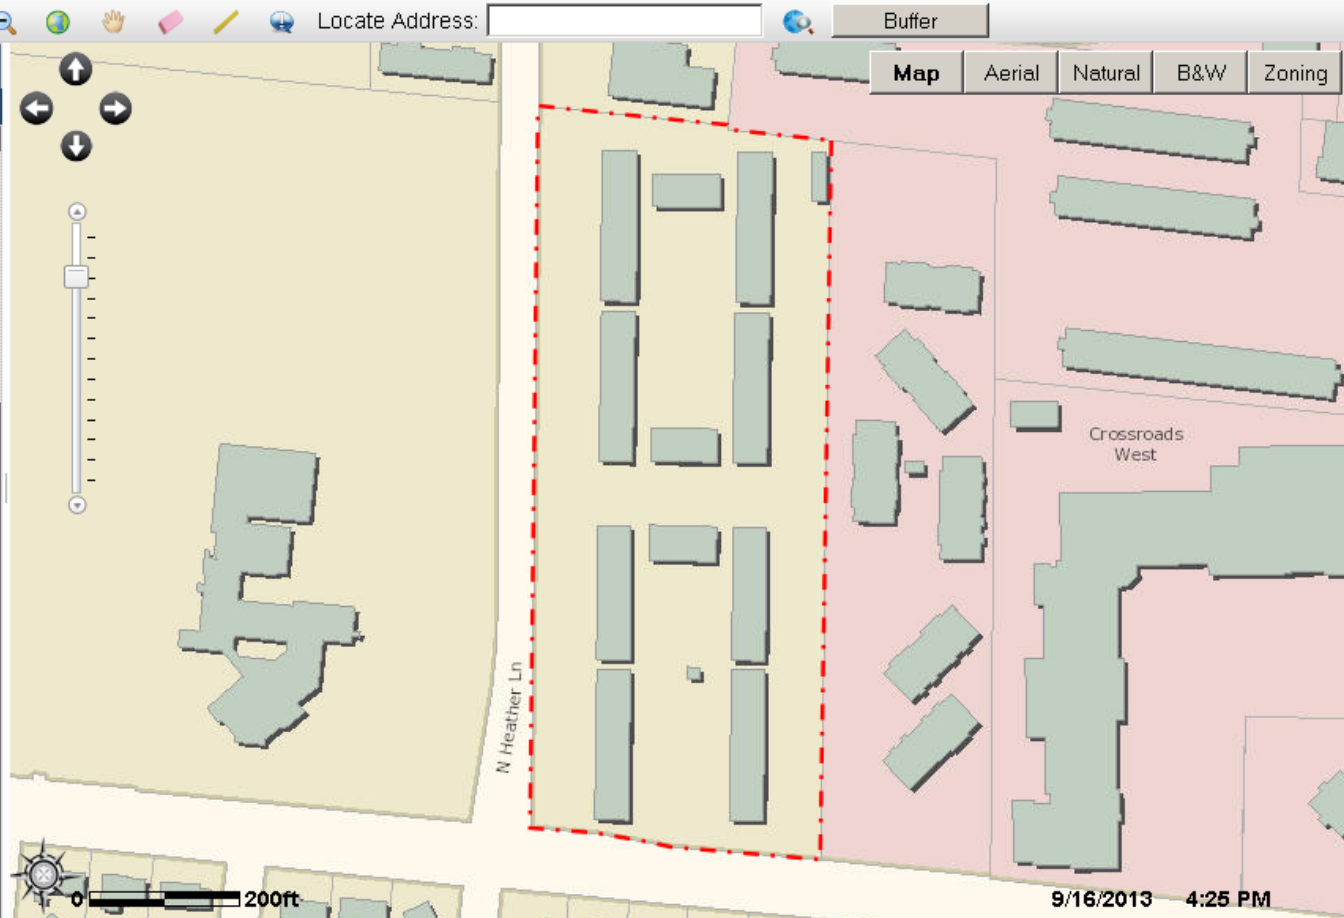 Locate Address:
Buffer
Map Aerial Natural B&W Zoning
Crossroads
West
N Heather Ln
0 200ft
9/16/2013 4:25 PM